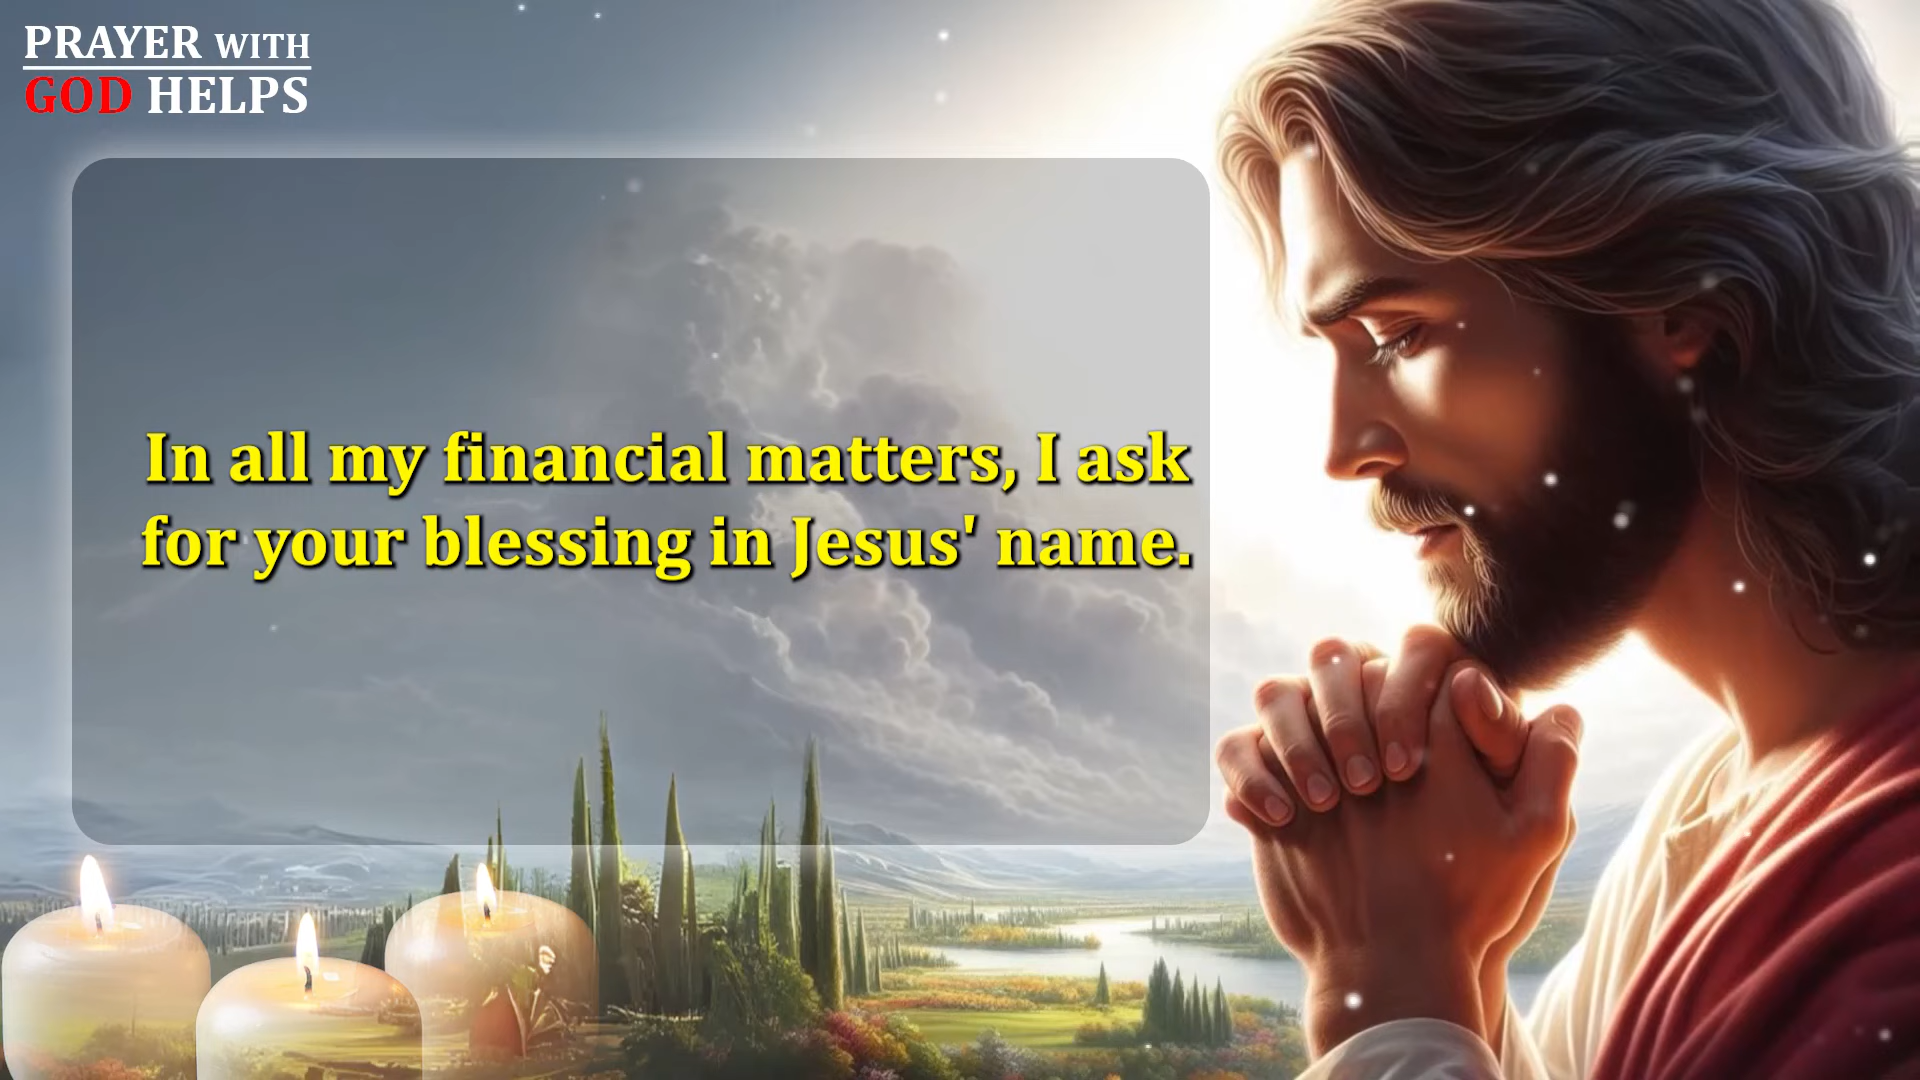 PRAYER WITH
GOD HELPS
In all my financial matters, I ask
for your blessing in Jesus' name.